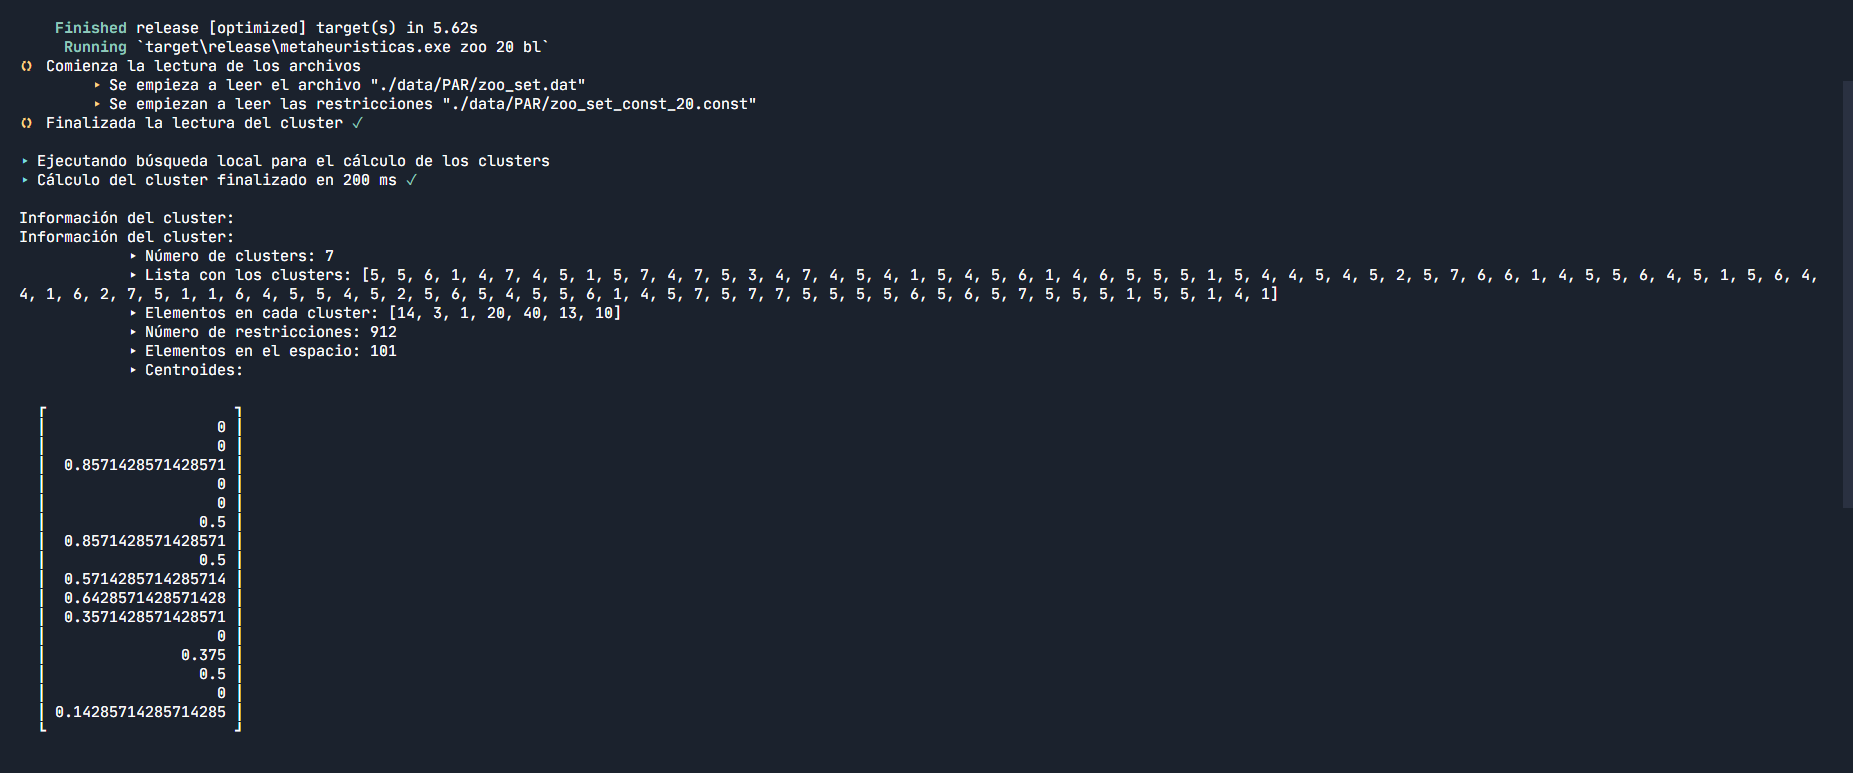 Finished release [optimized] target(s) in 5.62s
Running `target\release\metaheuristicas.exe zoo 20 bl`
Comienza la lectura de los archivos
‣ Se empieza a leer el archivo "./data/PAR/zoo_set.dat"
‣ Se empiezan a leer las restricciones "./data/PAR/zoo_set_const_20.const"
Finalizada la lectura del cluster ✓
‣ Ejecutando búsqueda local para el cálculo de los clusters
‣ Cálculo del cluster finalizado en 200 ms ✓
Información del cluster:
Información del cluster:
‣ Número de clusters: 7
‣ Lista con los clusters: [5, 5, 6, 1, 4, 7, 4, 5, 1, 5, 7, 4, 7, 5, 3, 4, 7, 4, 5, 4, 1, 5, 4, 5, 6, 1, 4, 6, 5, 5, 5, 1, 5, 4, 4, 5, 4, 5, 2, 5, 7, 6, 6, 1, 4, 5, 5, 6, 4, 5, 1, 5, 6, 4,
4, 1, 6, 2, 7, 5, 1, 1, 6, 4, 5, 5, 4, 5, 2, 5, 6, 5, 4, 5, 5, 6, 1, 4, 5, 7, 5, 7, 7, 5, 5, 5, 5, 6, 5, 6, 5, 7, 5, 5, 5, 1, 5, 5, 1, 4, 1]
‣ Elementos en cada cluster: [14, 3, 1, 20, 40, 13, 10]
‣ Número de restricciones: 912
‣ Elementos en el espacio: 101
‣ Centroides:
0
0
0.8571428571428571
0
0
0.5
0.8571428571428571
0.5
0.5714285714285714
0.6428571428571428
0.3571428571428571
0
0.375
0.5
0
0.14285714285714285